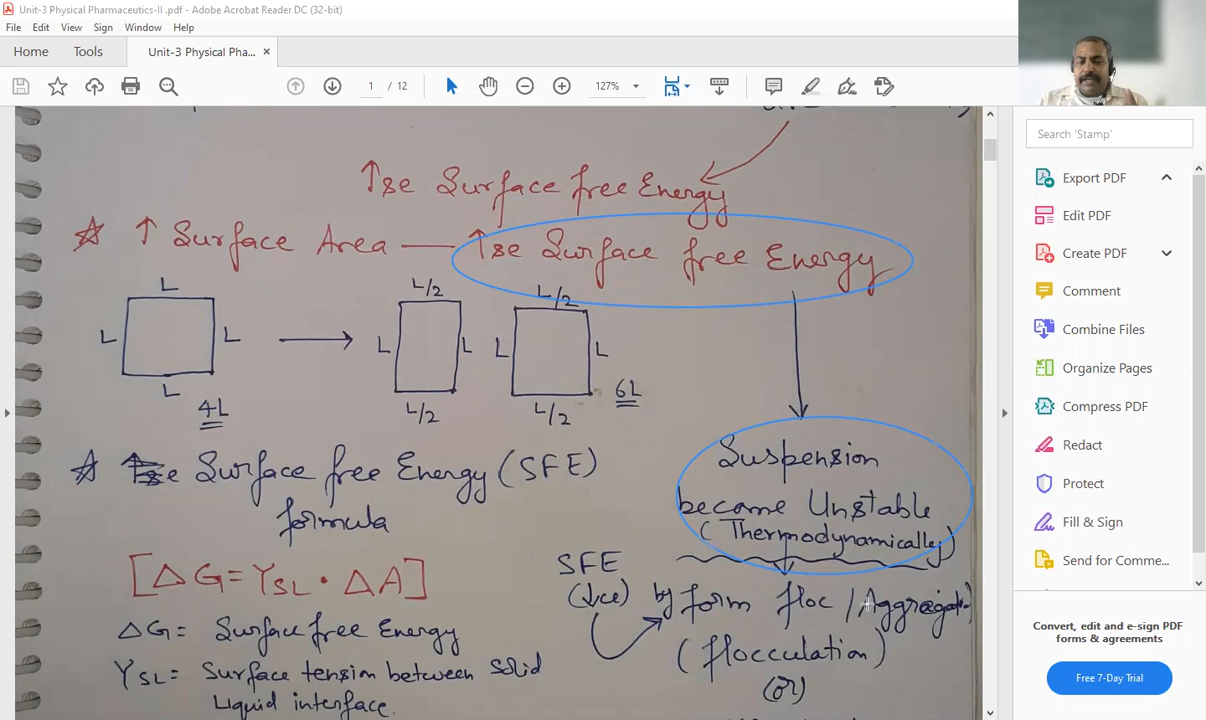 Unit-3 Physical Pharmaceutics-II .pdf - Adobe Acrobat Reader DC (32-bit)
File Edit View Sign Window Help
Home Tools Unit-3 Physical Pha... ×
1 / 12 127%
↑se Surface free Energy
☆ ↑ Surface Area — ↑se Surface free Energy
L L/2 L/2
L L → L L L L
L L/2 L/2
4L 6L
Suspension
become Unstable
(Thermodynamically)
☆ Surface free Energy (SFE)
formula
[ΔG = γSL · ΔA]
SFE
(↓ce) by form floc / Aggregate
(flocculation)
(or)
ΔG = Surface free Energy
γSL = Surface tension between solid
Liquid interface.
Search 'Stamp'
Export PDF
Edit PDF
Create PDF
Comment
Combine Files
Organize Pages
Compress PDF
Redact
Protect
Fill & Sign
Send for Comme...
Convert, edit and e-sign PDF
forms & agreements
Free 7-Day Trial